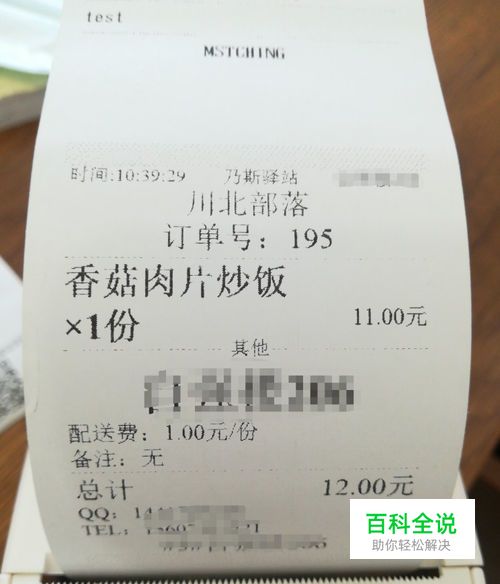 test
MSTCHING
时间:10:39:29 乃斯驿站
川北部落
订单号：195
香菇肉片炒饭
×1份 11.00元
其他
206
配送费：1.00元/份
备注：无
总计 12.00元
QQ：
TEL：
百科全说
助你轻松解决